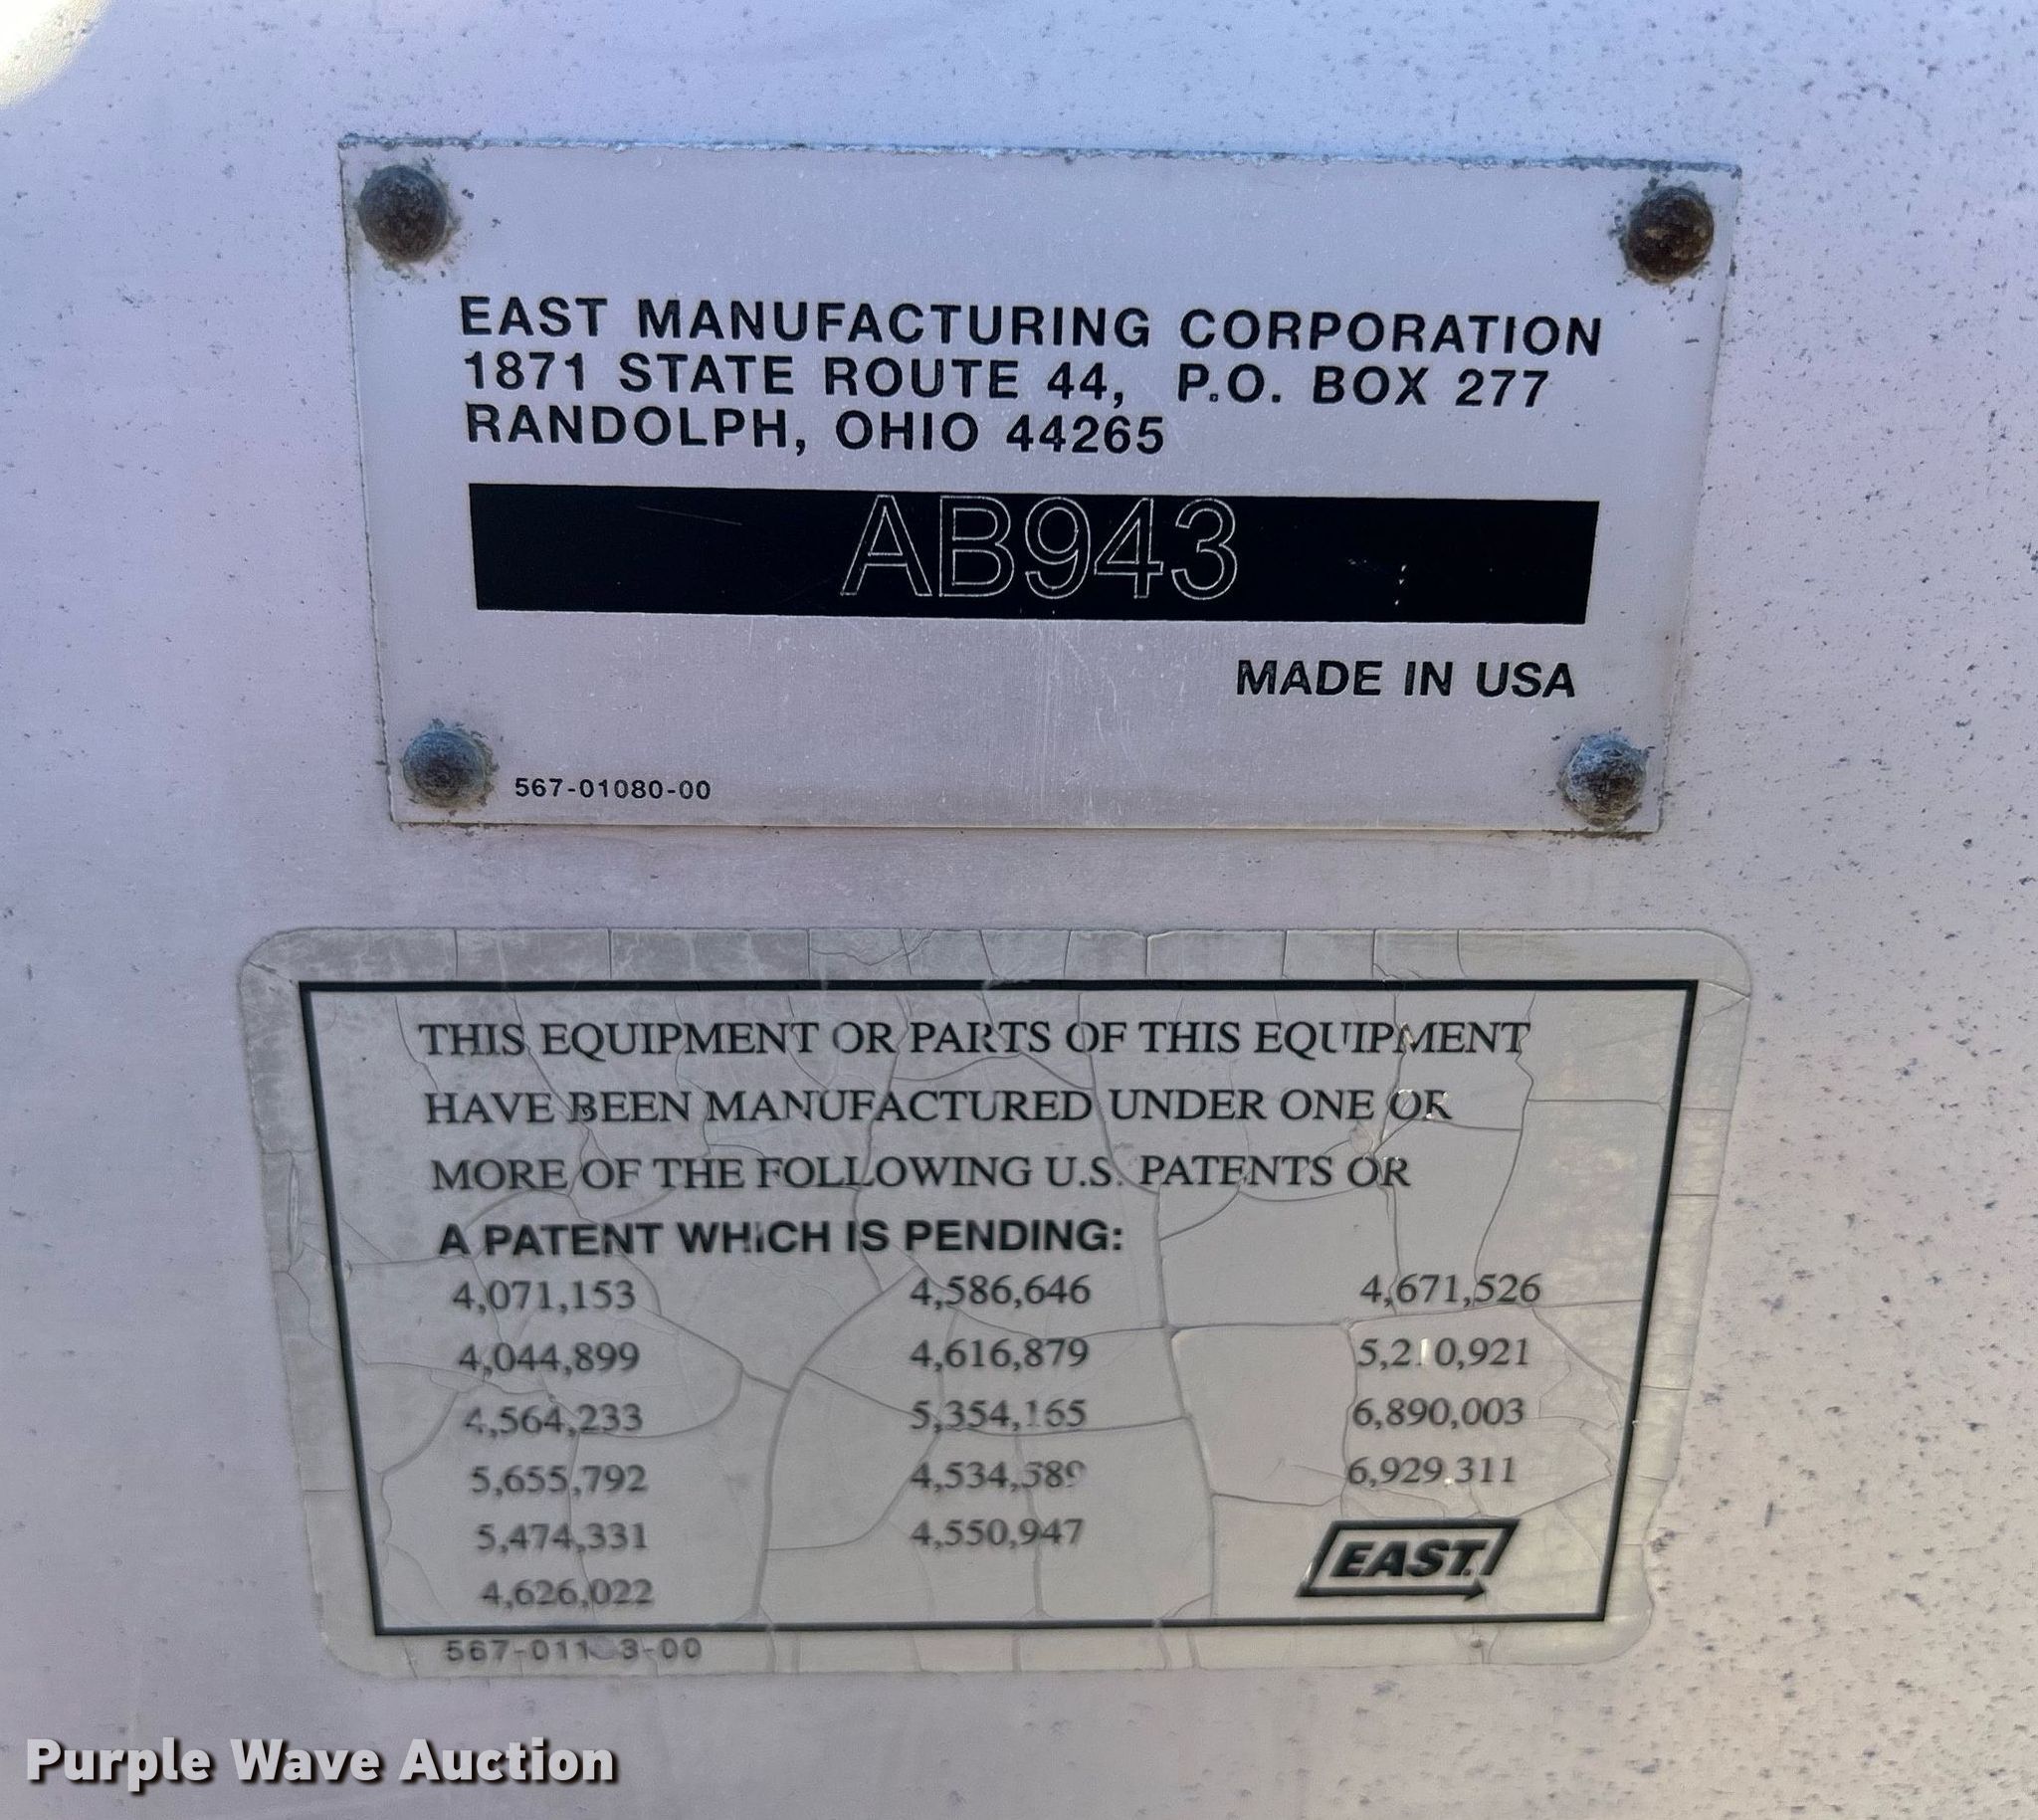 EAST MANUFACTURING CORPORATION
1871 STATE ROUTE 44, P.O. BOX 277
RANDOLPH, OHIO 44265
AB943
MADE IN USA
567-01080-00
THIS EQUIPMENT OR PARTS OF THIS EQUIPMENT
HAVE BEEN MANUFACTURED UNDER ONE OR
MORE OF THE FOLLOWING U.S. PATENTS OR
A PATENT WHICH IS PENDING:
4,071,153 4,586,646 4,671,526
4,044,899 4,616,879 5,210,921
4,564,233 5,354,165 6,890,003
5,655,792 6,929,311
5,474,331 4,550,947
4,626,022
EAST
Purple Wave Auction